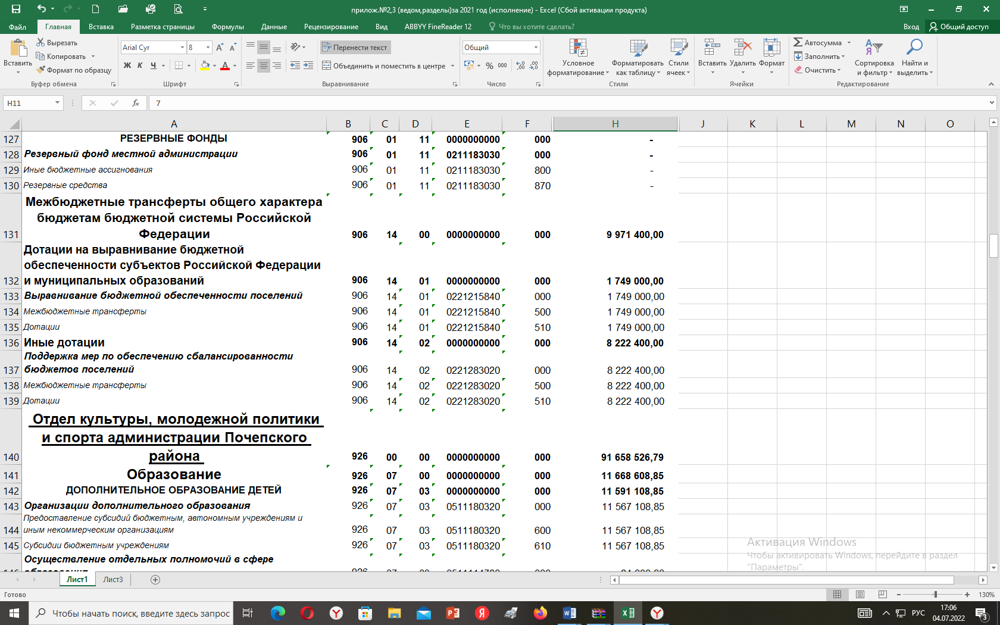 прилож.№2,3 (ведом,разделы)за 2021 год (исполнение) - Excel (Сбой активации продукта)
Файл Главная Вставка Разметка страницы Формулы Данные Рецензирование Вид ABBYY FineReader 12 Что вы хотите сделать? Вход Общий доступ
Вставить Вырезать Копировать Формат по образцу
Буфер обмена
Arial Cyr 8
Ж К Ч
Шрифт
Перенести текст
Объединить и поместить в центре
Выравнивание
Общий
% 000
Число
Условное форматирование
Форматировать как таблицу
Стили ячеек
Стили
Вставить Удалить Формат
Ячейки
Автосумма
Заполнить
Очистить
Сортировка и фильтр
Найти и выделить
Редактирование
H11 fx 7
A B C D E F H J K L M N O
127 РЕЗЕРВНЫЕ ФОНДЫ 906 01 11 0000000000 000 -
128 Резервный фонд местной администрации 906 01 11 0211183030 000 -
129 Иные бюджетные ассигнования 906 01 11 0211183030 800 -
130 Резервные средства 906 01 11 0211183030 870 -
Межбюджетные трансферты общего характера
бюджетам бюджетной системы Российской
131 Федерации 906 14 00 0000000000 000 9 971 400,00
Дотации на выравнивание бюджетной
обеспеченности субъектов Российской Федерации
132 и муниципальных образований 906 14 01 0000000000 000 1 749 000,00
133 Выравнивание бюджетной обеспеченности поселений 906 14 01 0221215840 000 1 749 000,00
134 Межбюджетные трансферты 906 14 01 0221215840 500 1 749 000,00
135 Дотации 906 14 01 0221215840 510 1 749 000,00
136 Иные дотации 906 14 02 0000000000 000 8 222 400,00
Поддержка мер по обеспечению сбалансированности
137 бюджетов поселений 906 14 02 0221283020 000 8 222 400,00
138 Межбюджетные трансферты 906 14 02 0221283020 500 8 222 400,00
139 Дотации 906 14 02 0221283020 510 8 222 400,00
Отдел культуры, молодежной политики
и спорта администрации Почепского
140 района 926 00 00 0000000000 000 91 658 526,79
141 Образование 926 07 00 0000000000 000 11 668 608,85
142 ДОПОЛНИТЕЛЬНОЕ ОБРАЗОВАНИЕ ДЕТЕЙ 926 07 03 0000000000 000 11 591 108,85
143 Организации дополнительного образования 926 07 03 0511180320 000 11 567 108,85
Предоставление субсидий бюджетным, автономным учреждениям и
144 иным некоммерческим организациям 926 07 03 0511180320 600 11 567 108,85
145 Субсидии бюджетным учреждениям 926 07 03 0511180320 610 11 567 108,85
Осуществление отдельных полномочий в сфере
Активация Windows
Чтобы активировать Windows, перейдите в раздел
"Параметры".
Лист1 Лист3
Готово 130%
Чтобы начать поиск, введите здесь запрос
РУС 17:06
04.07.2022
3